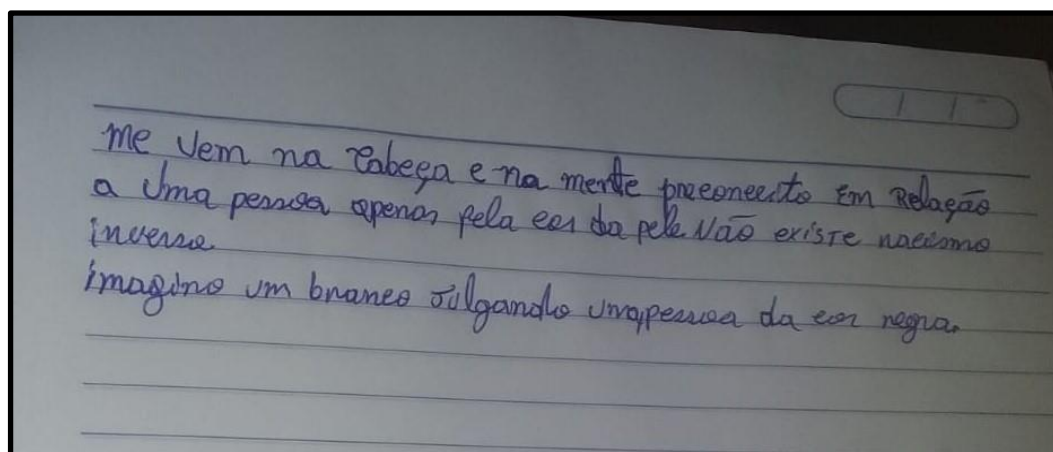 me vem na cabeça e na mente preconceito Em Relação
a uma pessoa apenas pela cor da pele Não existe racismo
inverso
imagino um branco julgando uma pessoa da cor negra.